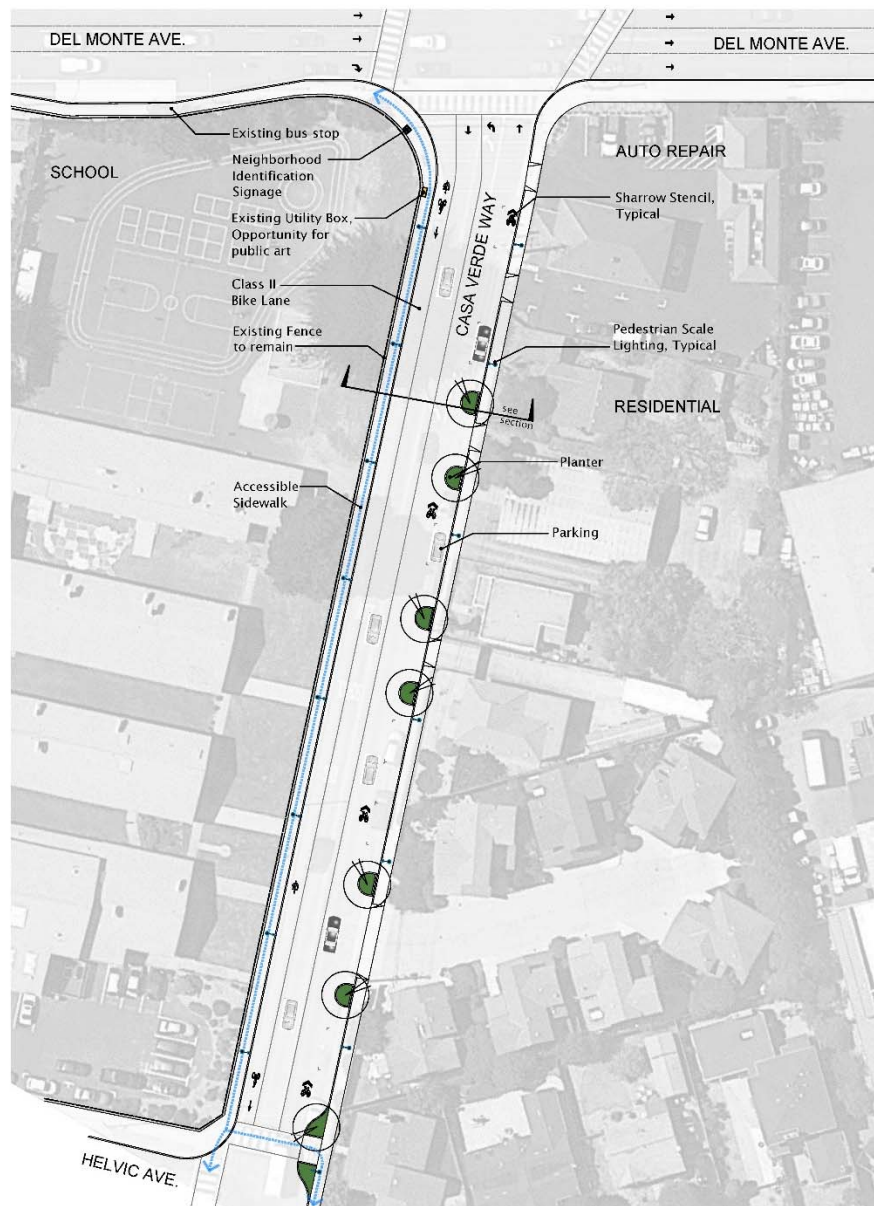 DEL MONTE AVE.
DEL MONTE AVE.
Existing bus stop
Neighborhood
Identification
Signage
SCHOOL
AUTO REPAIR
Existing Utility Box,
Opportunity for
public art
Sharrow Stencil,
Typical
CASA VERDE WAY
Class II
Bike Lane
Existing Fence
to remain
Pedestrian Scale
Lighting, Typical
see
section
RESIDENTIAL
Planter
Accessible
Sidewalk
Parking
HELVIC AVE.